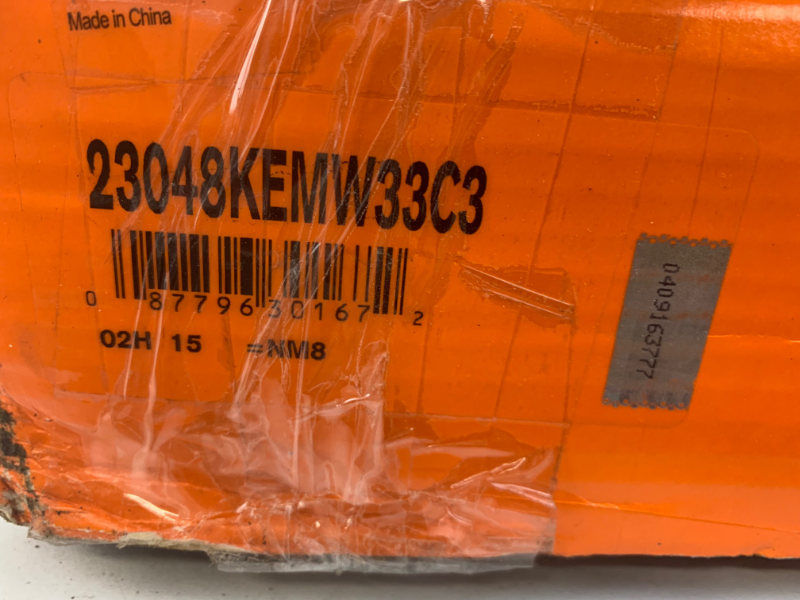 Made in China
23048KEMW33C3
0 87796 30167 2
02H 15 =NM8
0409163777